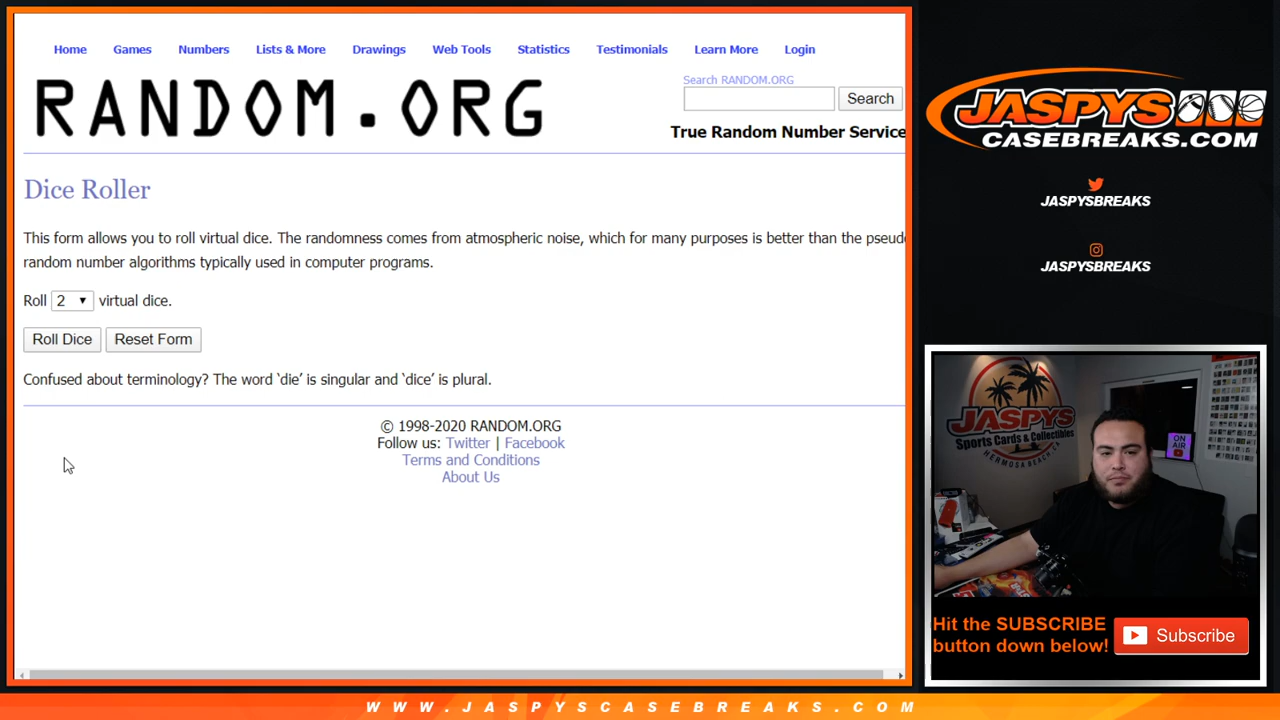 Home Games Numbers Lists & More Drawings Web Tools Statistics Testimonials Learn More Login
RANDOM.ORG
Search RANDOM.ORG
Search
True Random Number Service
Dice Roller
This form allows you to roll virtual dice. The randomness comes from atmospheric noise, which for many purposes is better than the pseudo
random number algorithms typically used in computer programs.
Roll 2 virtual dice.
Roll Dice Reset Form
Confused about terminology? The word ‘die’ is singular and ‘dice’ is plural.
© 1998-2020 RANDOM.ORG
Follow us: Twitter | Facebook
Terms and Conditions
About Us
JASPYS
CASEBREAKS.COM
JASPYSBREAKS
JASPYSBREAKS
JASPYS
Sports Cards & Collectibles
HERMOSA BEACH, CA
ON
AIR
Hit the SUBSCRIBE
button down below!
Subscribe
WWW.JASPYSCASEBREAKS.COM